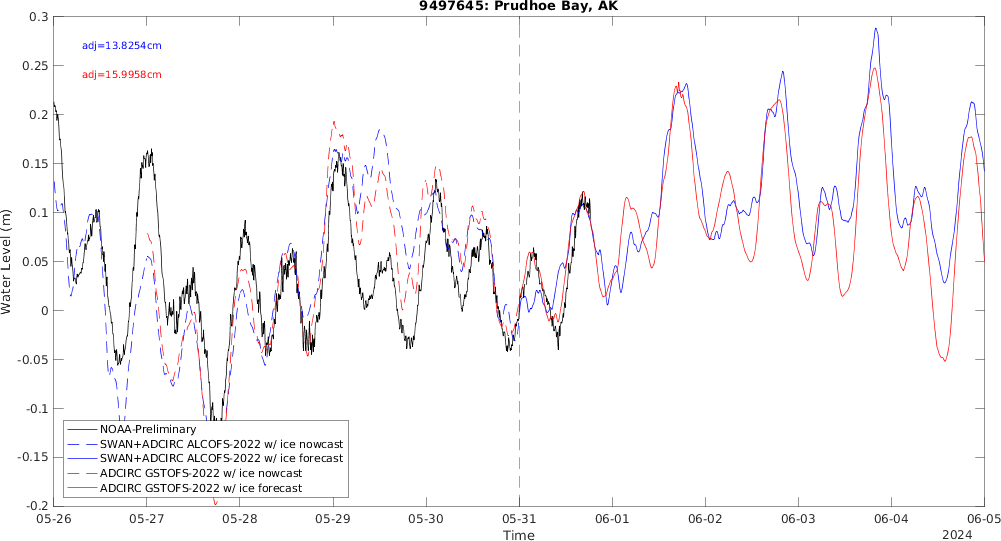 9497645: Prudhoe Bay, AK
0.3
0.25
0.2
0.15
0.1
0.05
0
-0.05
-0.1
-0.15
-0.2
Water Level (m)
adj=13.8254cm
adj=15.9958cm
NOAA-Preliminary
SWAN+ADCIRC ALCOFS-2022 w/ ice nowcast
SWAN+ADCIRC ALCOFS-2022 w/ ice forecast
ADCIRC GSTOFS-2022 w/ ice nowcast
ADCIRC GSTOFS-2022 w/ ice forecast
05-26 05-27 05-28 05-29 05-30 05-31 06-01 06-02 06-03 06-04 06-05
Time
2024